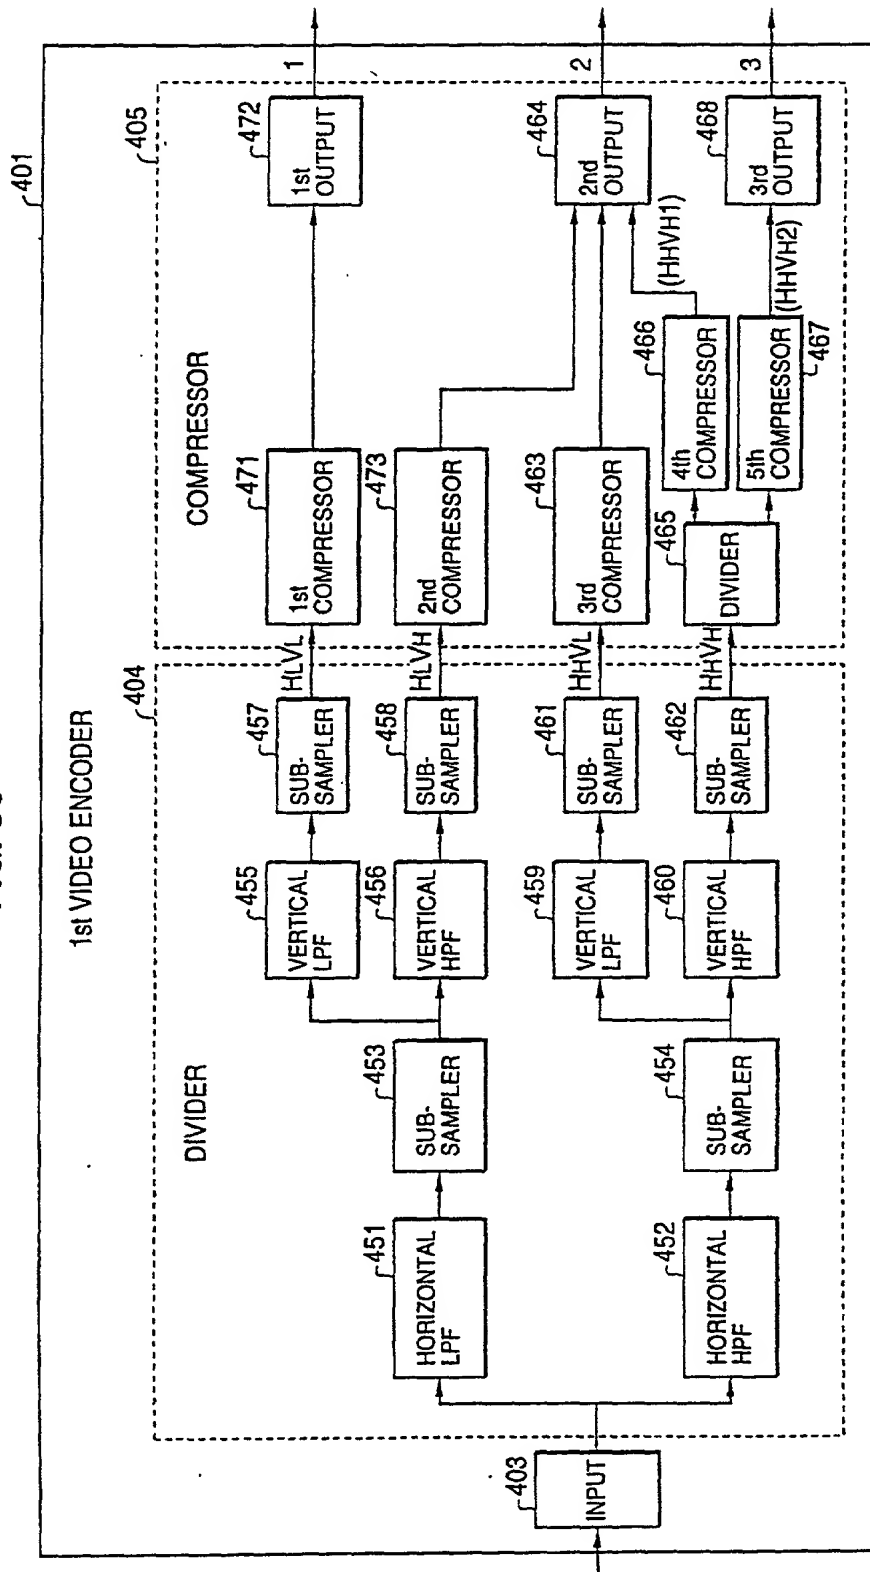 1st VIDEO ENCODER
401
403
INPUT
DIVIDER
404
451
HORIZONTAL
LPF
453
SUB-
SAMPLER
455
VERTICAL
LPF
457
SUB-
SAMPLER
HLVL
456
VERTICAL
HPF
458
SUB-
SAMPLER
HLVH
452
HORIZONTAL
HPF
454
SUB-
SAMPLER
459
VERTICAL
LPF
461
SUB-
SAMPLER
HHVL
460
VERTICAL
HPF
462
SUB-
SAMPLER
HHVH
COMPRESSOR
405
471
1st
COMPRESSOR
472
1st
OUTPUT
1
473
2nd
COMPRESSOR
463
3rd
COMPRESSOR
464
2nd
OUTPUT
2
465
DIVIDER
466
4th
COMPRESSOR
(HHVH1)
5th
COMPRESSOR
467
(HHVH2)
468
3rd
OUTPUT
3